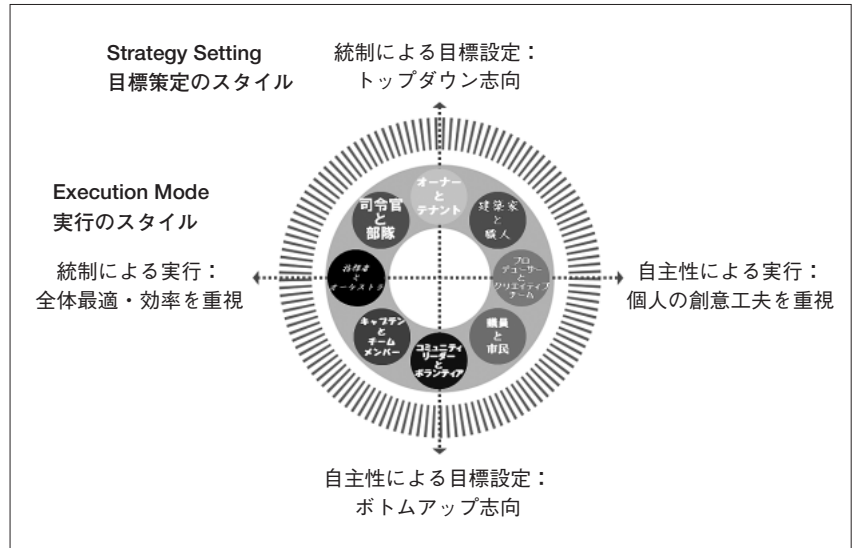 Strategy Setting
目標策定のスタイル
統制による目標設定：
トップダウン志向
Execution Mode
実行のスタイル
統制による実行：
全体最適・効率を重視
自主性による実行：
個人の創意工夫を重視
オーナー
と
テナント
司令官
と
部隊
建築家
と
職人
指揮者
と
オーケストラ
プロ
デューサー
と
クリエイティブ
チーム
キャプテン
と
チーム
メンバー
議員
と
市民
コミュニティ
リーダー
と
ボランティア
自主性による目標設定：
ボトムアップ志向